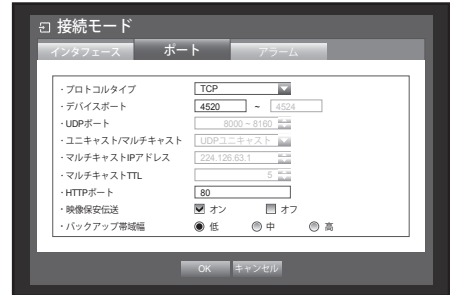 接続モード
インタフェース ポート アラーム
・プロトコルタイプ TCP
・デバイスポート 4520 ~ 4524
・UDPポート 8000 ~ 8160
・ユニキャスト/マルチキャスト UDPユニキャスト
・マルチキャストIPアドレス 224.126.63.1
・マルチキャストTTL 5
・HTTPポート 80
・映像保安伝送 オン オフ
・バックアップ帯域幅 低 中 高
OK キャンセル